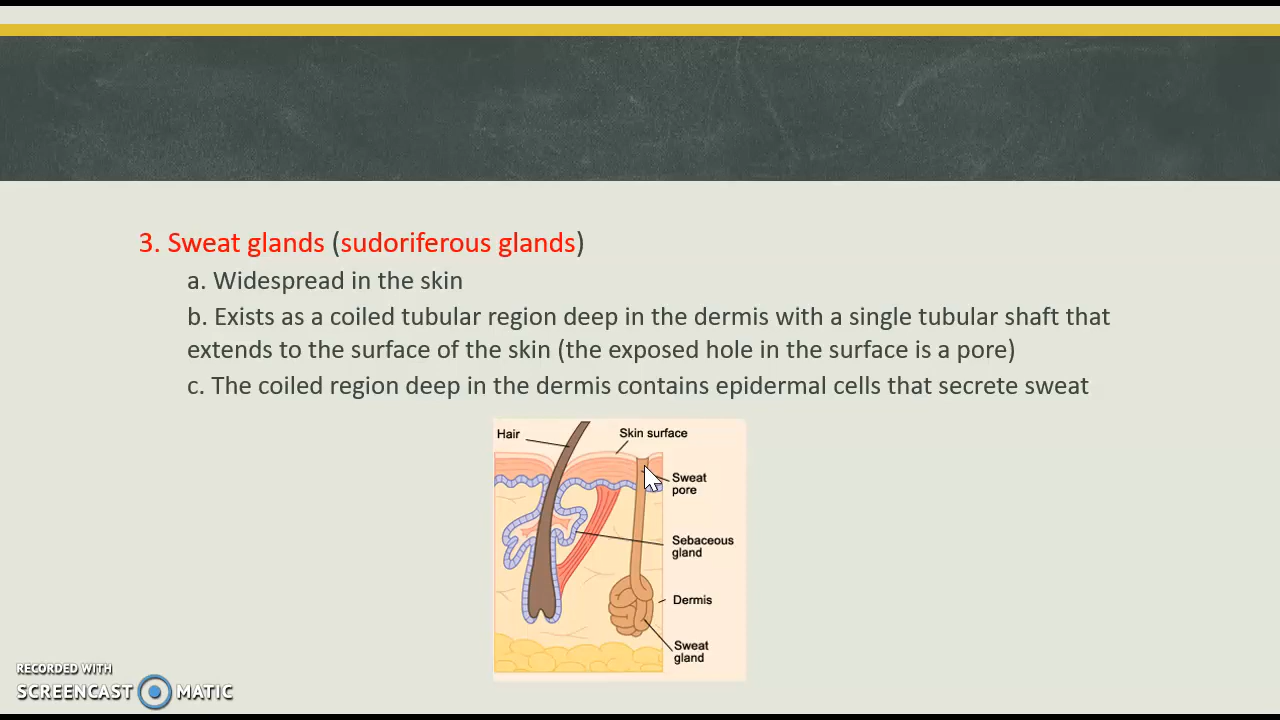 3. Sweat glands (sudoriferous glands)
a. Widespread in the skin
b. Exists as a coiled tubular region deep in the dermis with a single tubular shaft that
extends to the surface of the skin (the exposed hole in the surface is a pore)
c. The coiled region deep in the dermis contains epidermal cells that secrete sweat
Hair
Skin surface
Sweat
pore
Sebaceous
gland
Dermis
Sweat
gland
RECORDED WITH
SCREENCAST MATIC